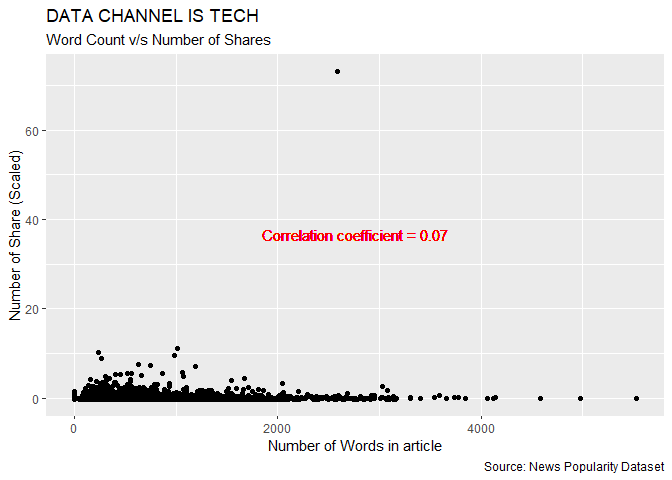 DATA CHANNEL IS TECH
Word Count v/s Number of Shares
Number of Share (Scaled)
60
40
20
0
Correlation coefficient = 0.07
0 2000 4000
Number of Words in article
Source: News Popularity Dataset